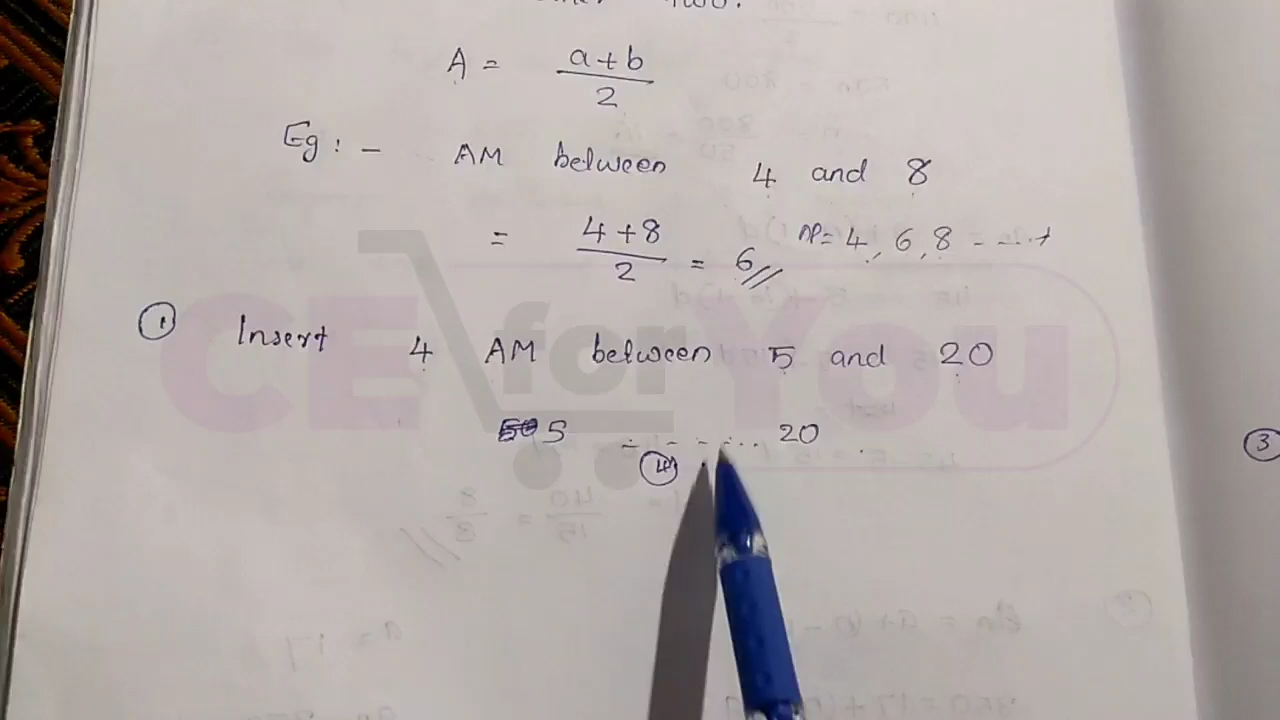 A = a+b / 2
Eg : - AM between 4 and 8
= 4+8 / 2 = 6// AP = 4, 6, 8 - ....
① Insert 4 AM between 5 and 20
5 - - - - ... 20
④
③
CE for You